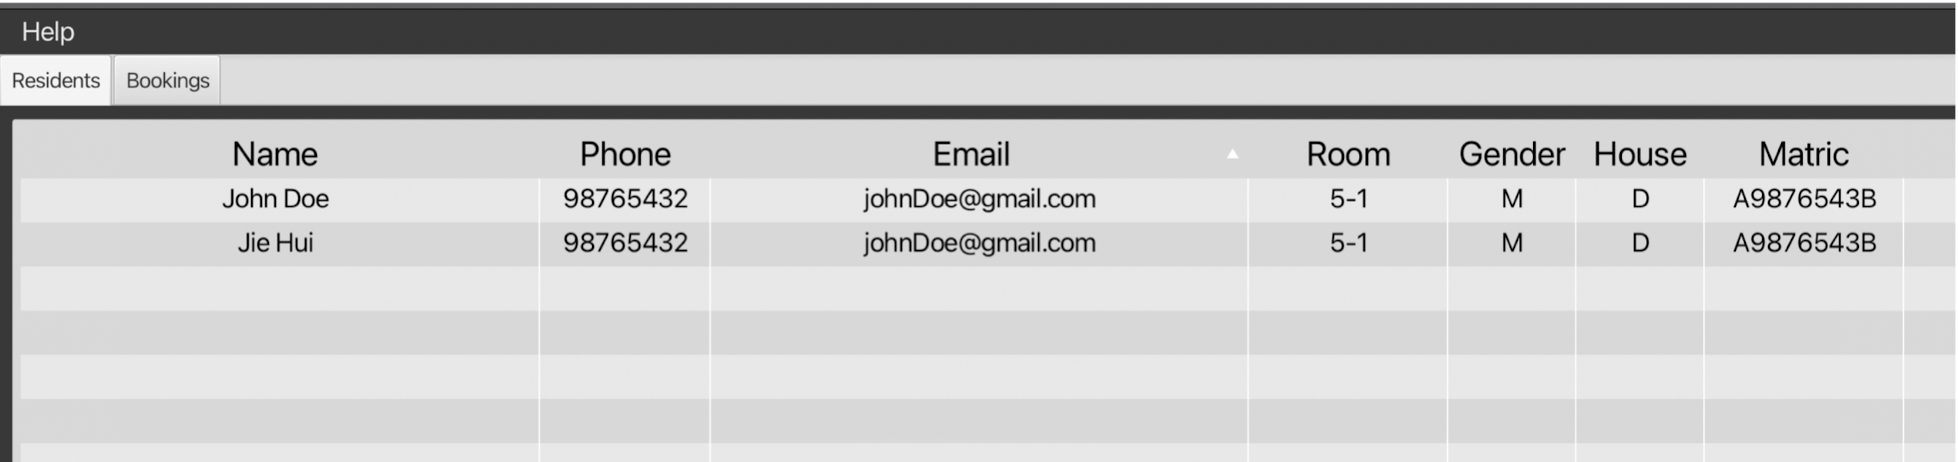 Help
Residents Bookings
Name Phone Email Room Gender House Matric
John Doe 98765432 johnDoe@gmail.com 5-1 M D A9876543B
Jie Hui 98765432 johnDoe@gmail.com 5-1 M D A9876543B